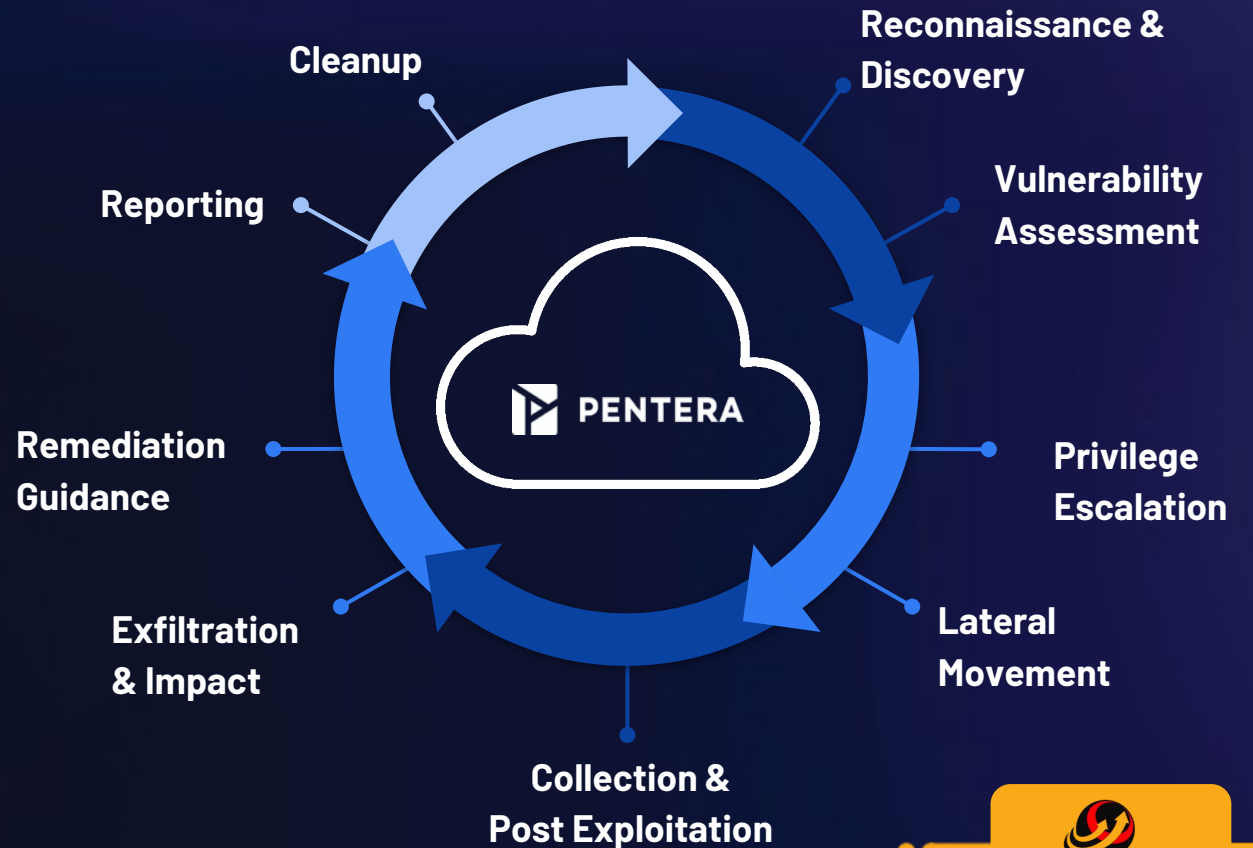 Reconnaissance &
Discovery
Vulnerability
Assessment
Privilege
Escalation
Lateral
Movement
Collection &
Post Exploitation
Exfiltration
& Impact
Remediation
Guidance
Reporting
Cleanup
PENTERA